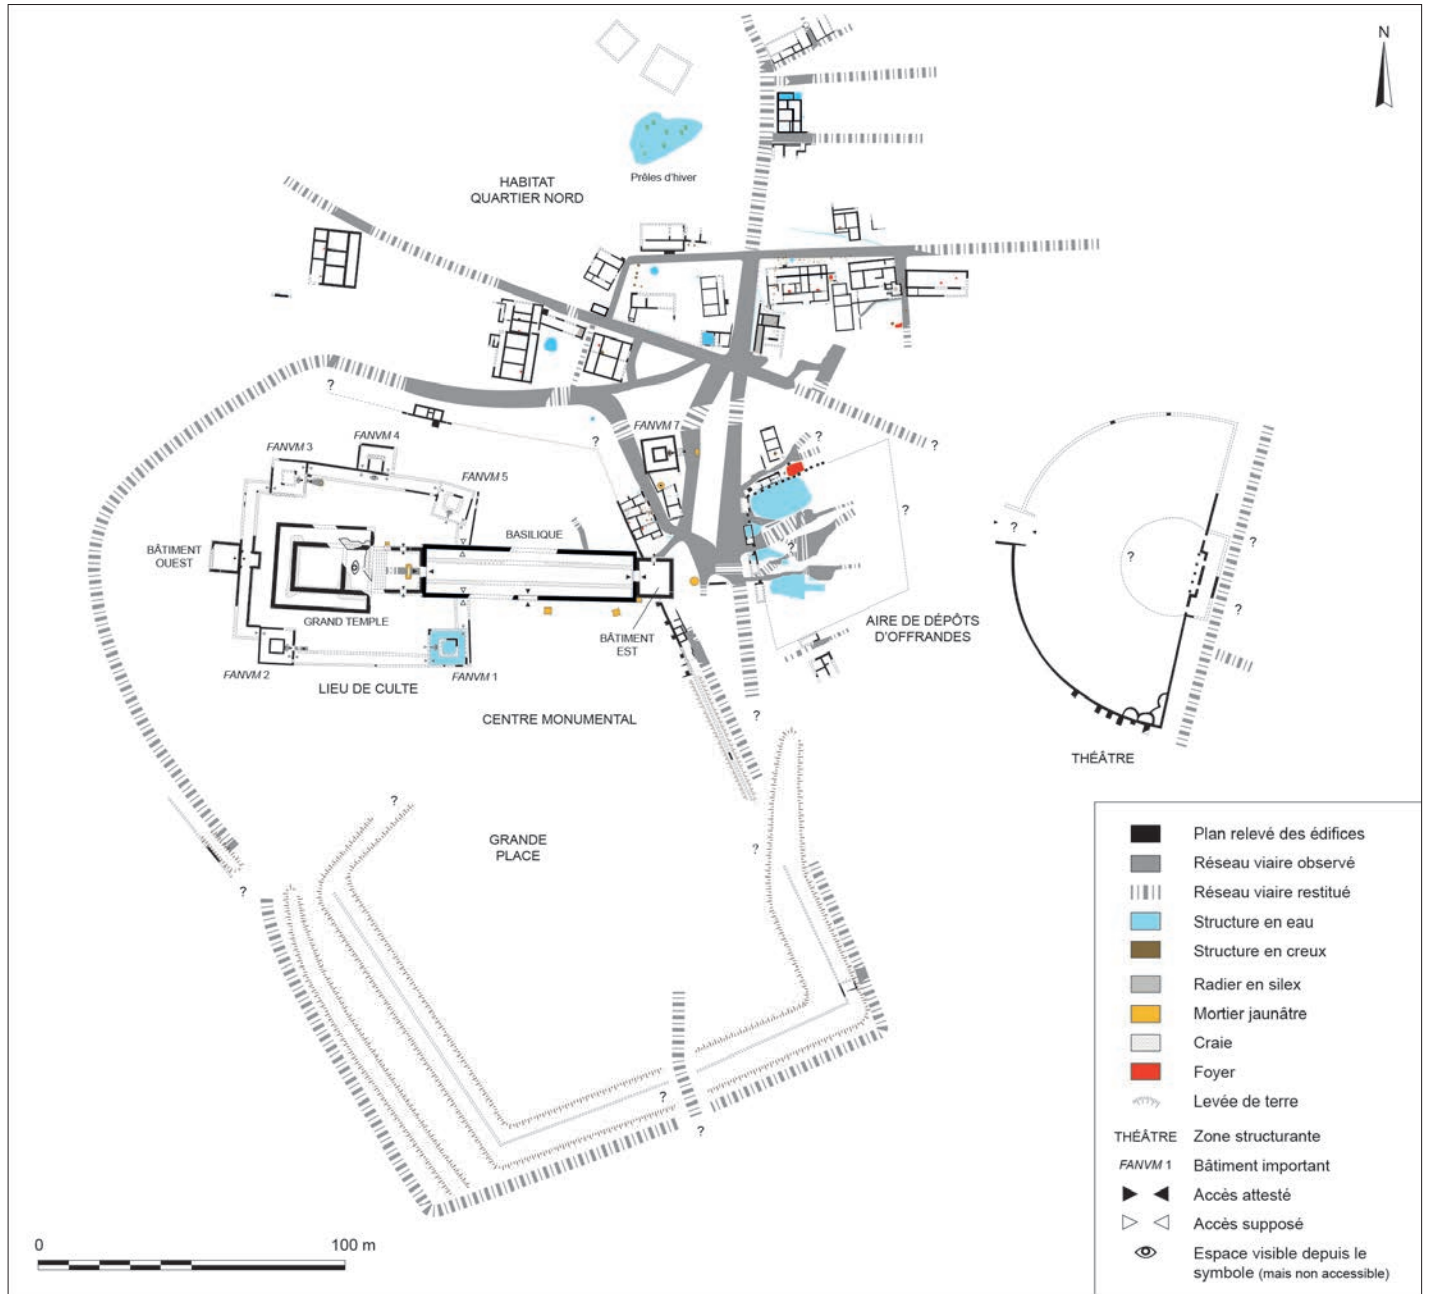 N
HABITAT
QUARTIER NORD
Prêles d'hiver
?
?
?
FANVM 7
FANVM 4
FANVM 3
FANVM 5
?
?
?
?
?
?
?
BÂTIMENT
OUEST
BASILIQUE
GRAND TEMPLE
BÂTIMENT
EST
AIRE DE DÉPÔTS
D'OFFRANDES
FANVM 2
FANVM 1
LIEU DE CULTE
CENTRE MONUMENTAL
?
THÉÂTRE
?
?
GRANDE
PLACE
?
?
?
0
100 m
Plan relevé des édifices
Réseau viaire observé
Réseau viaire restitué
Structure en eau
Structure en creux
Radier en silex
Mortier jaunâtre
Craie
Foyer
Levée de terre
THÉÂTRE Zone structurante
FANVM 1 Bâtiment important
Accès attesté
Accès supposé
Espace visible depuis le
symbole (mais non accessible)